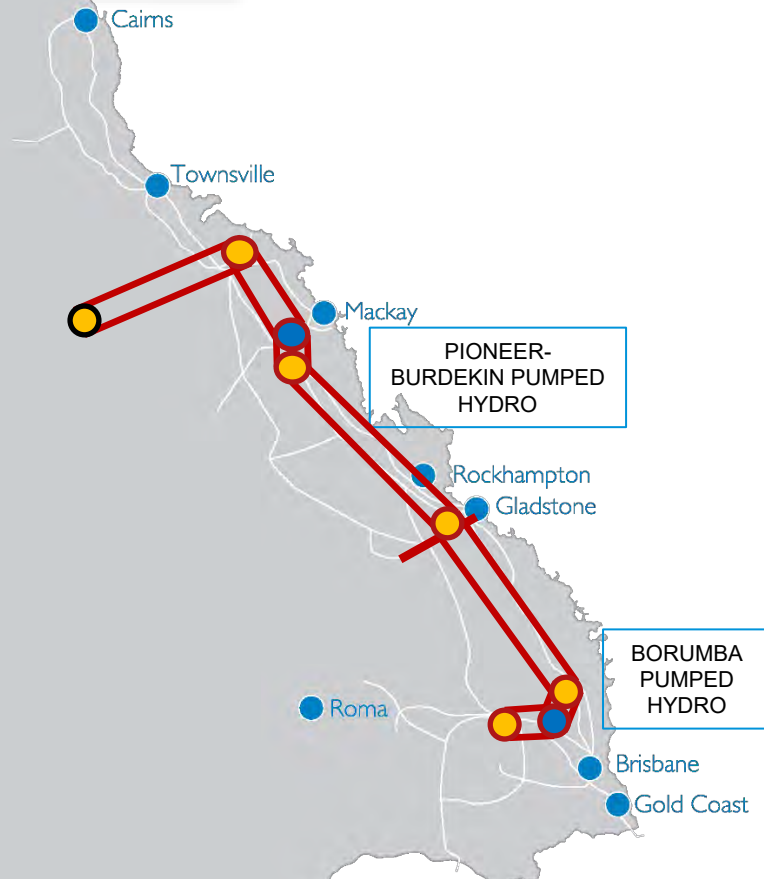 Cairns
Townsville
Mackay
PIONEER-
BURDEKIN PUMPED
HYDRO
Rockhampton
Gladstone
BORUMBA
PUMPED
HYDRO
Roma
Brisbane
Gold Coast